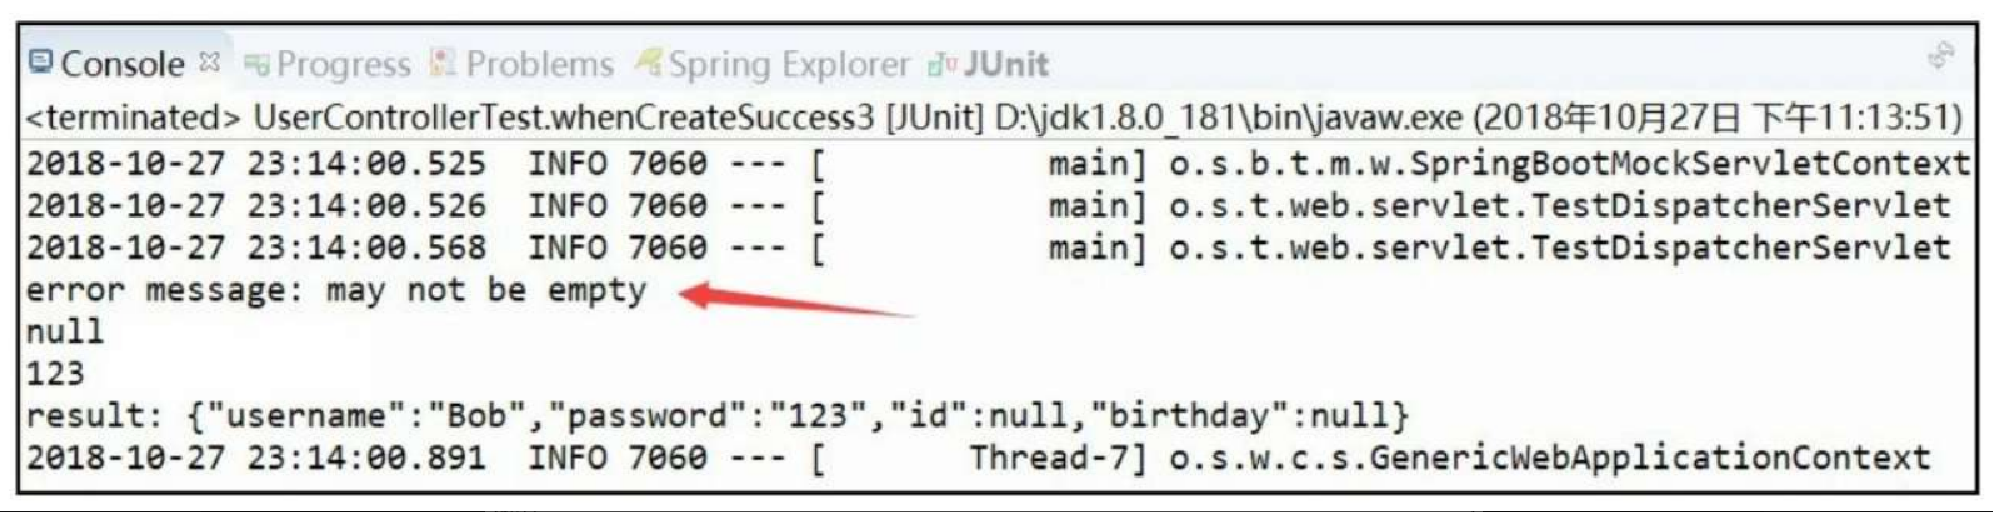 Console Progress Problems Spring Explorer JUnit
<terminated> UserControllerTest.whenCreateSuccess3 [JUnit] D:\jdk1.8.0_181\bin\javaw.exe (2018年10月27日 下午11:13:51)
2018-10-27 23:14:00.525  INFO 7060 --- [           main] o.s.b.t.m.w.SpringBootMockServletContext
2018-10-27 23:14:00.526  INFO 7060 --- [           main] o.s.t.web.servlet.TestDispatcherServlet
2018-10-27 23:14:00.568  INFO 7060 --- [           main] o.s.t.web.servlet.TestDispatcherServlet
error message: may not be empty
null
123
result: {"username":"Bob","password":"123","id":null,"birthday":null}
2018-10-27 23:14:00.891  INFO 7060 --- [       Thread-7] o.s.w.c.s.GenericWebApplicationContext